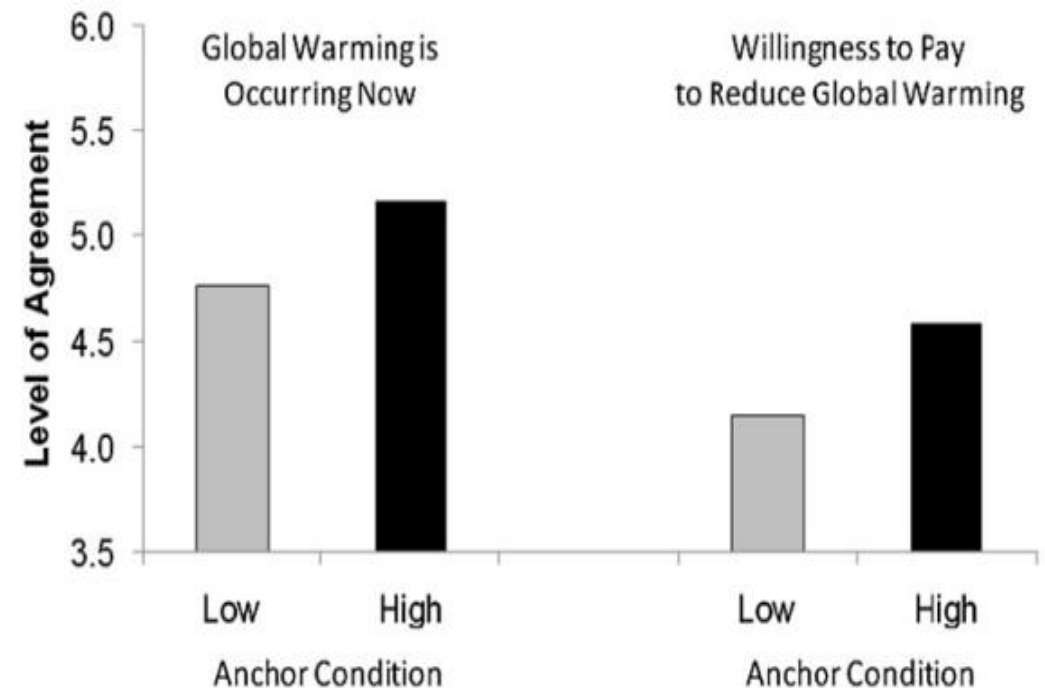 Level of Agreement
6.0
5.5
5.0
4.5
4.0
3.5
Global Warming is
Occurring Now
Willingness to Pay
to Reduce Global Warming
Low High Low High
Anchor Condition Anchor Condition